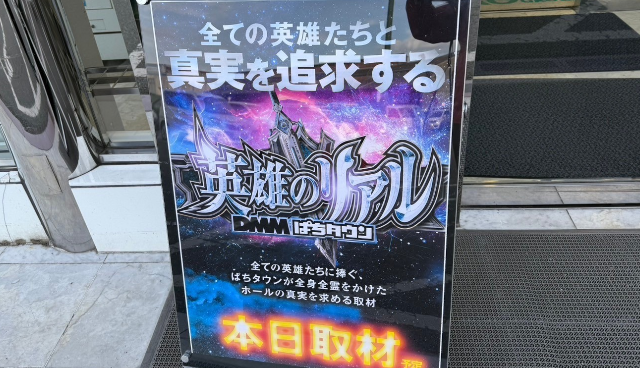 全ての英雄たちと
真実を追求する
英雄のリアル
DMMぱちタウン
全ての英雄たちに捧ぐ、
ぱちタウンが全身全霊をかけた
ホールの真実を求める取材
本日取材